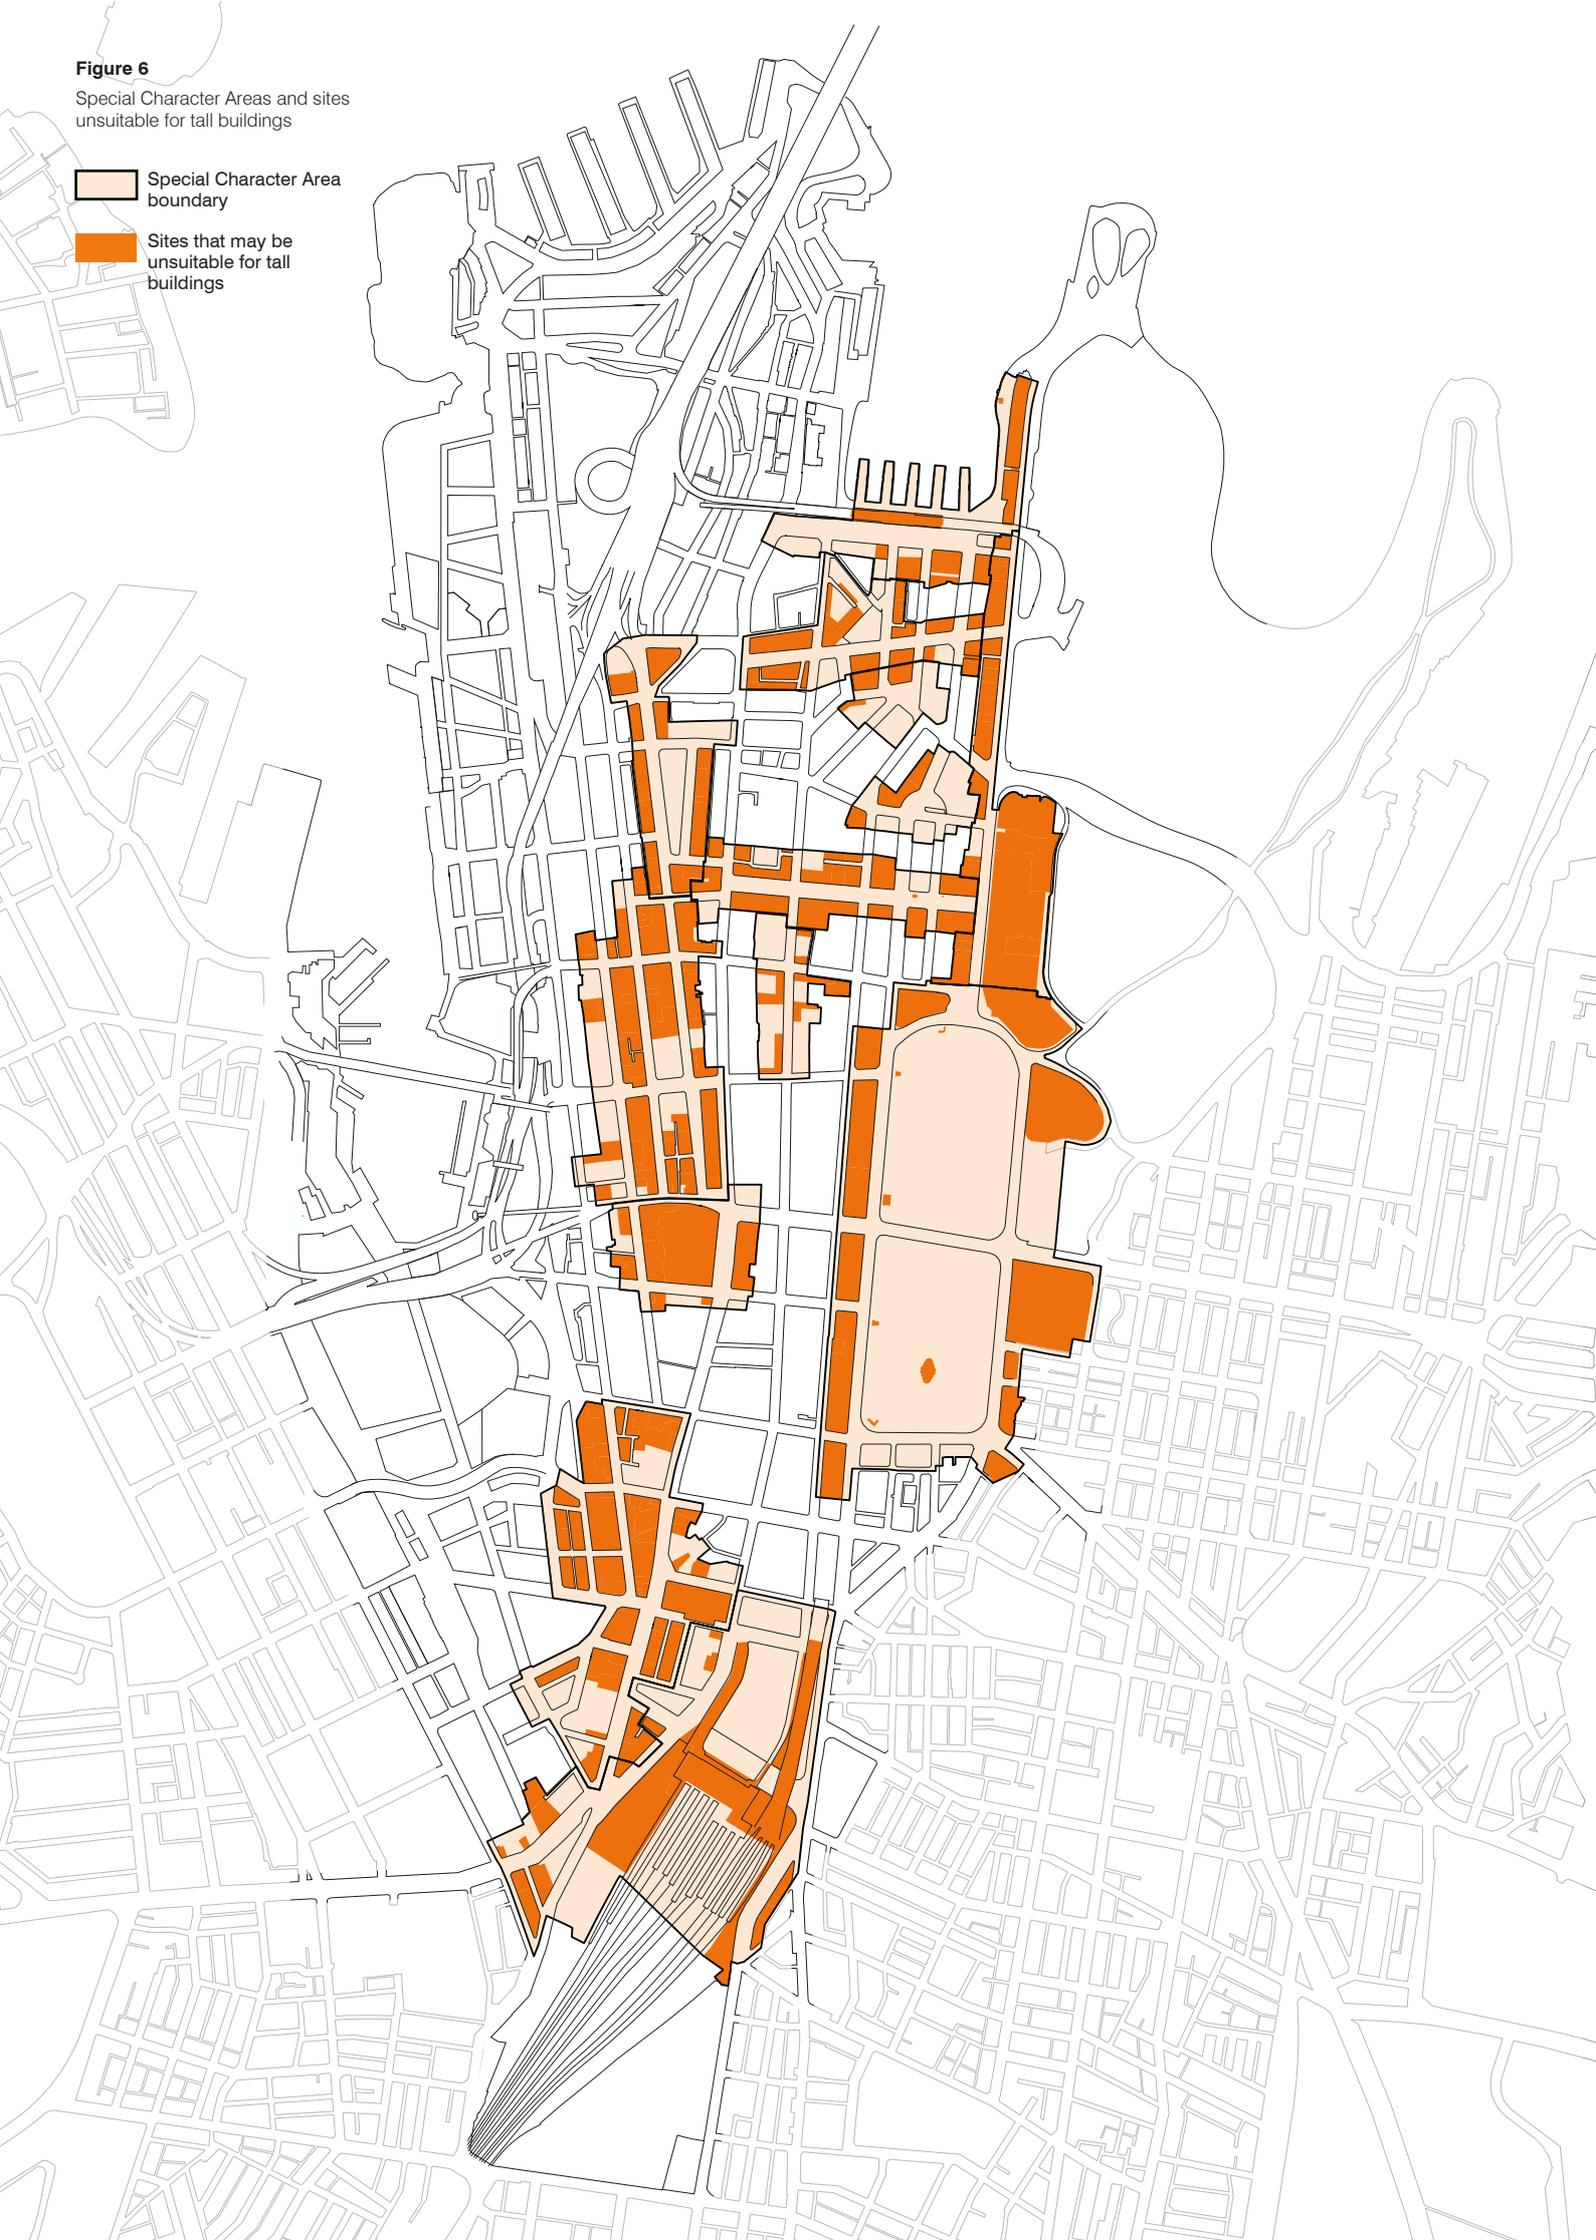 Figure 6
Special Character Areas and sites
unsuitable for tall buildings
Special Character Area
boundary
Sites that may be
unsuitable for tall
buildings